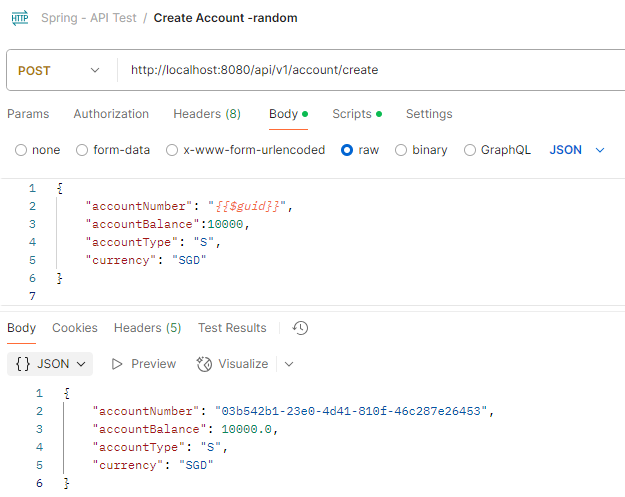 HTTP Spring - API Test / Create Account -random
POST http://localhost:8080/api/v1/account/create
Params Authorization Headers (8) Body Scripts Settings
none form-data x-www-form-urlencoded raw binary GraphQL JSON
1 {
2 "accountNumber": "{{$guid}}",
3 "accountBalance":10000,
4 "accountType": "S",
5 "currency": "SGD"
6 }
7
Body Cookies Headers (5) Test Results
{} JSON Preview Visualize
1 {
2 "accountNumber": "03b542b1-23e0-4d41-810f-46c287e26453",
3 "accountBalance": 10000.0,
4 "accountType": "S",
5 "currency": "SGD"
6 }